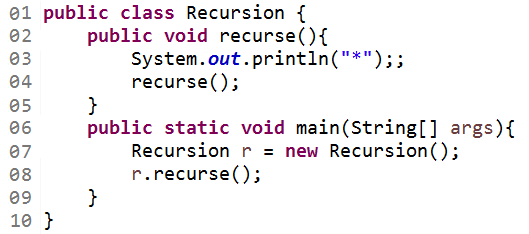 01 public class Recursion {
02     public void recurse(){
03         System.out.println("*");;
04         recurse();
05     }
06     public static void main(String[] args){
07         Recursion r = new Recursion();
08         r.recurse();
09     }
10 }